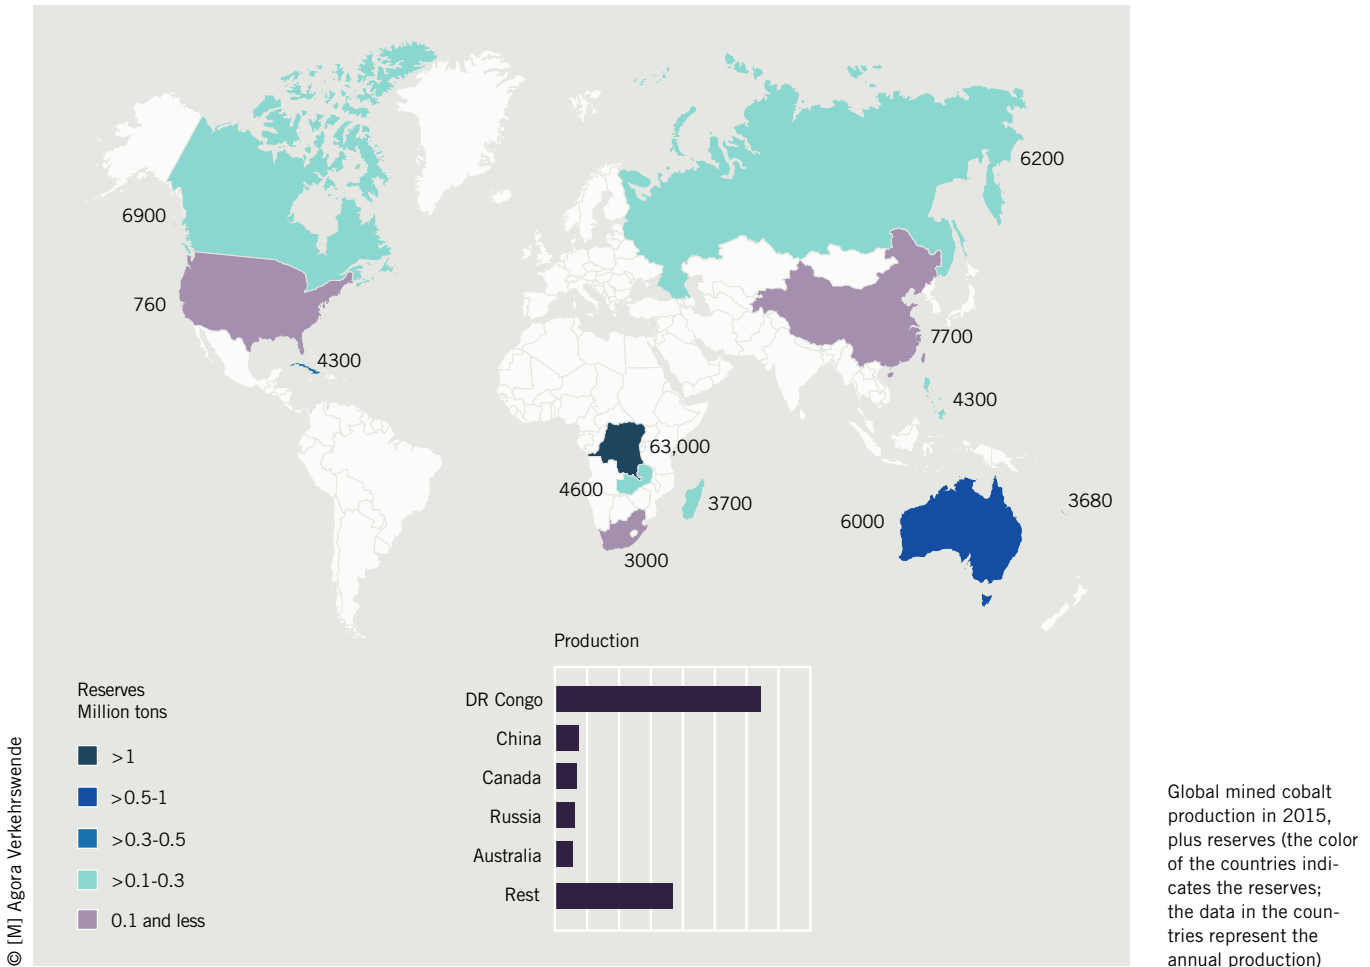 6200
6900
760
7700
4300
4300
63,000
4600
3700
3680
6000
3000
Production
Reserves
Million tons
>1
>0.5-1
>0.3-0.5
>0.1-0.3
0.1 and less
DR Congo
China
Canada
Russia
Australia
Rest
© [M] Agora Verkehrswende
Global mined cobalt
production in 2015,
plus reserves (the color
of the countries indi-
cates the reserves;
the data in the coun-
tries represent the
annual production)